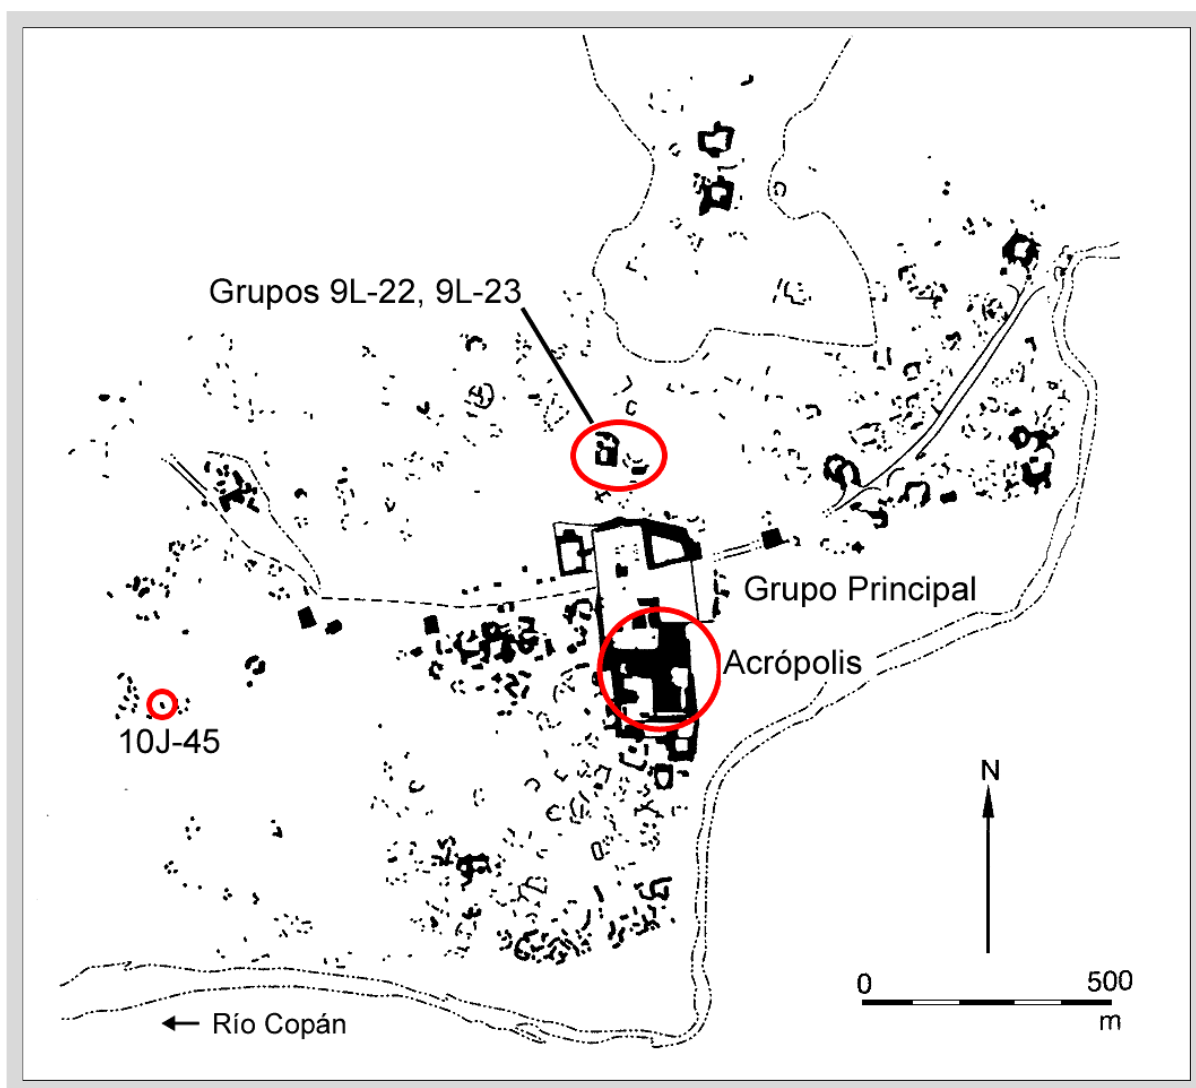 Grupos 9L-22, 9L-23
Grupo Principal
Acrópolis
10J-45
N
0 500
m
Río Copán